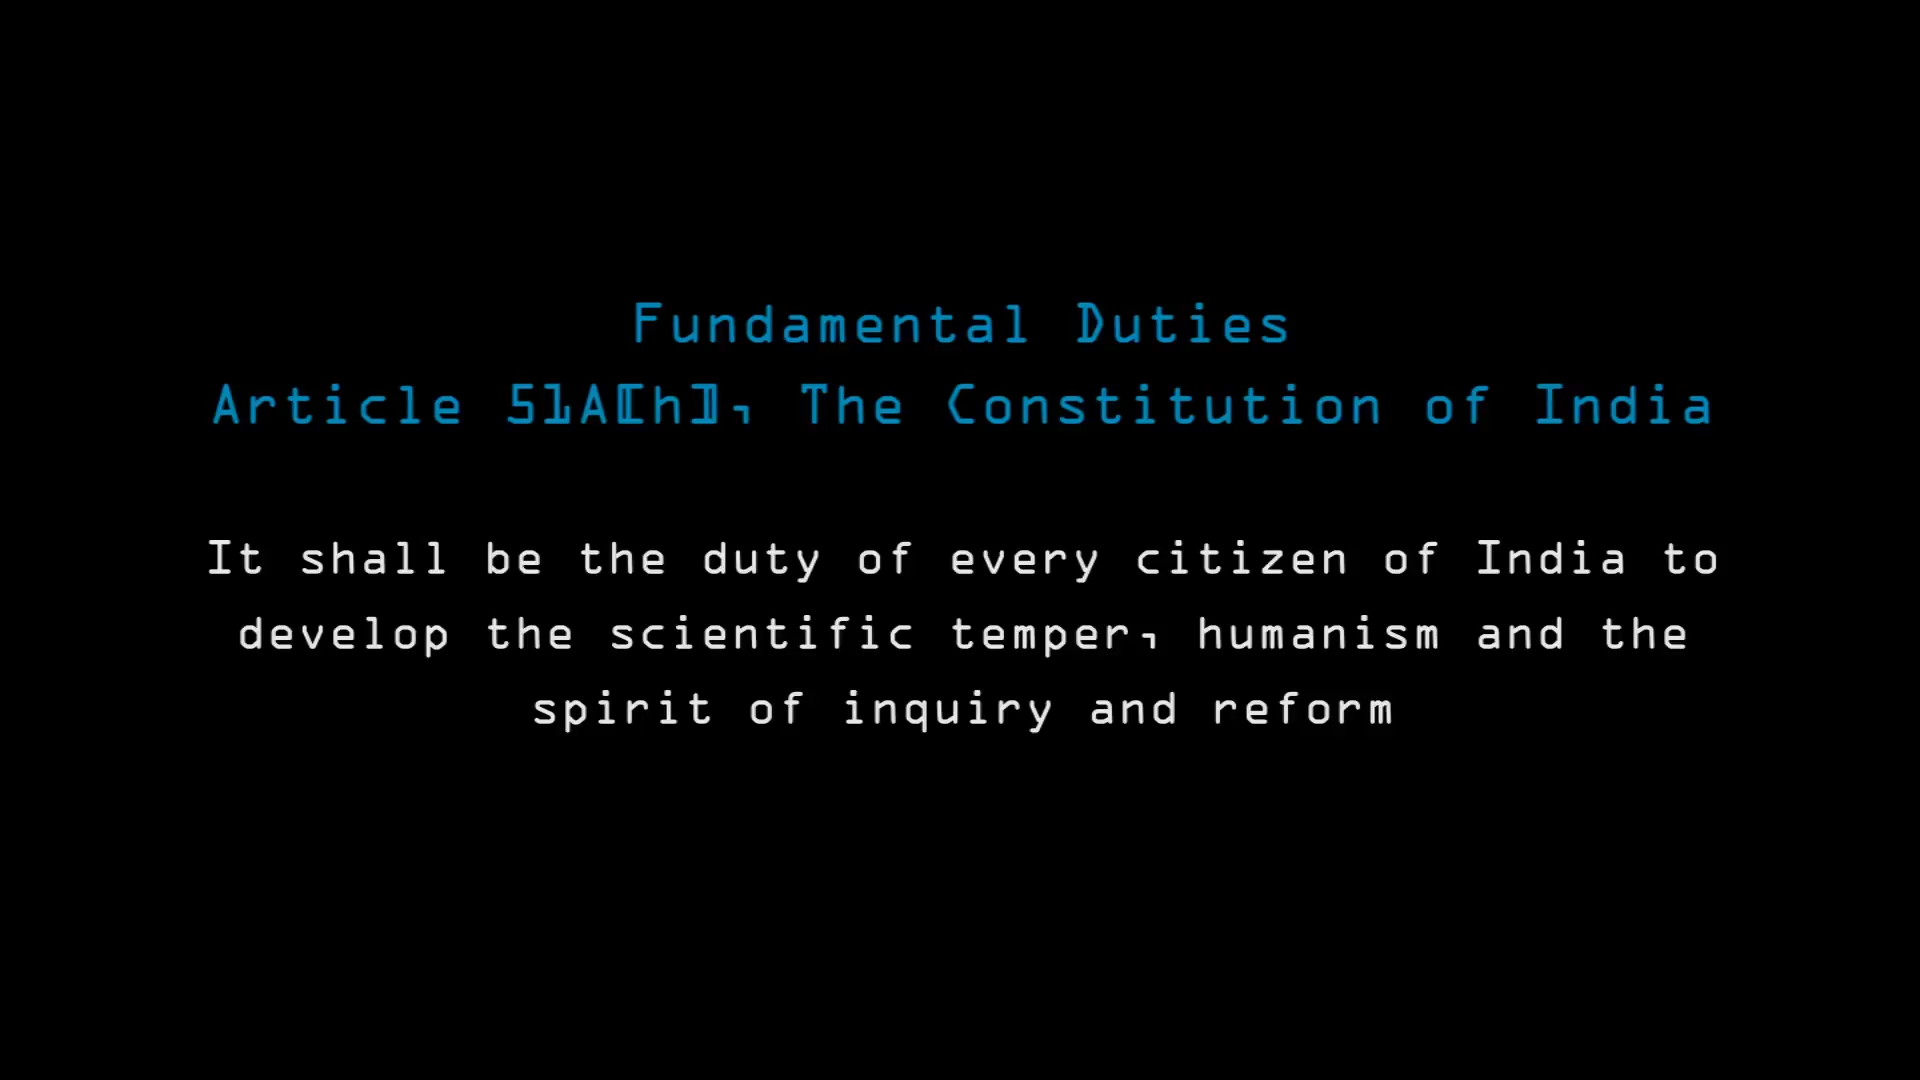 Fundamental Duties
Article 51A[h], The Constitution of India
It shall be the duty of every citizen of India to
develop the scientific temper, humanism and the
spirit of inquiry and reform